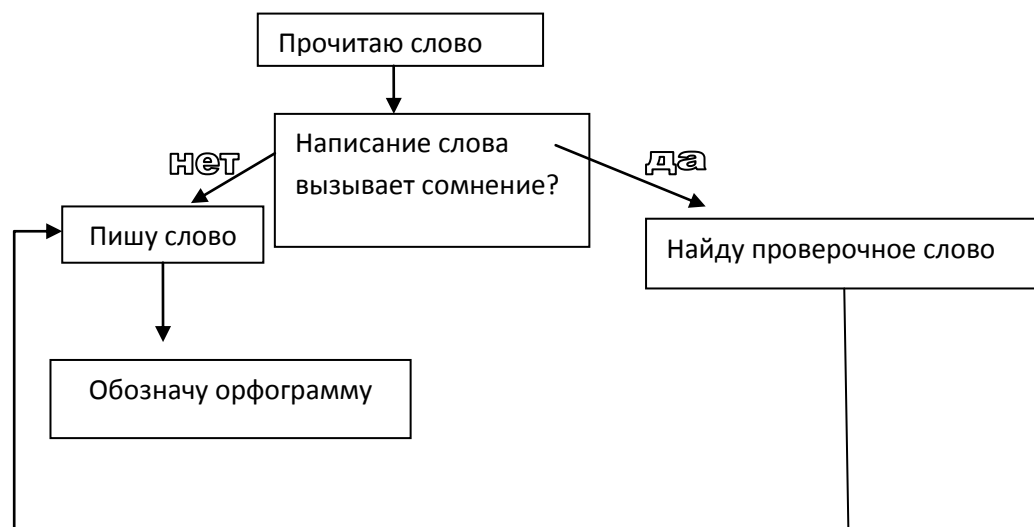 Прочитаю слово
Написание слова
вызывает сомнение?
нет
да
Пишу слово
Найду проверочное слово
Обозначу орфограмму